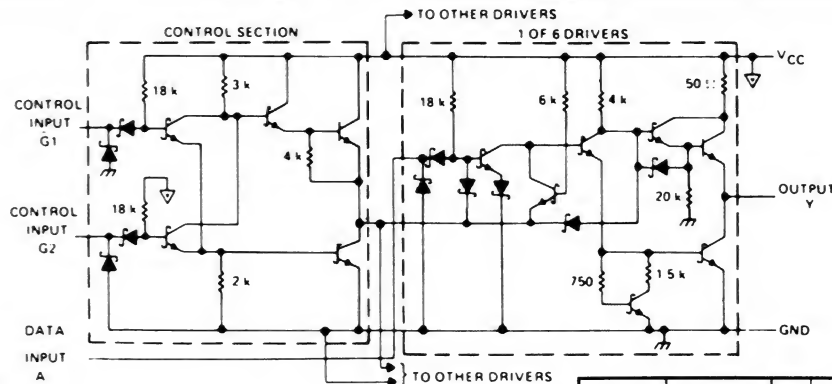 TO OTHER DRIVERS
CONTROL SECTION
1 OF 6 DRIVERS
VCC
18 k
3 k
18 k
6 k
4 k
50 Ω
CONTROL
INPUT
G1
4 k
20 k
OUTPUT
Y
CONTROL
INPUT
G2
18 k
2 k
750
1 5 k
DATA
INPUT
A
GND
TO OTHER DRIVERS